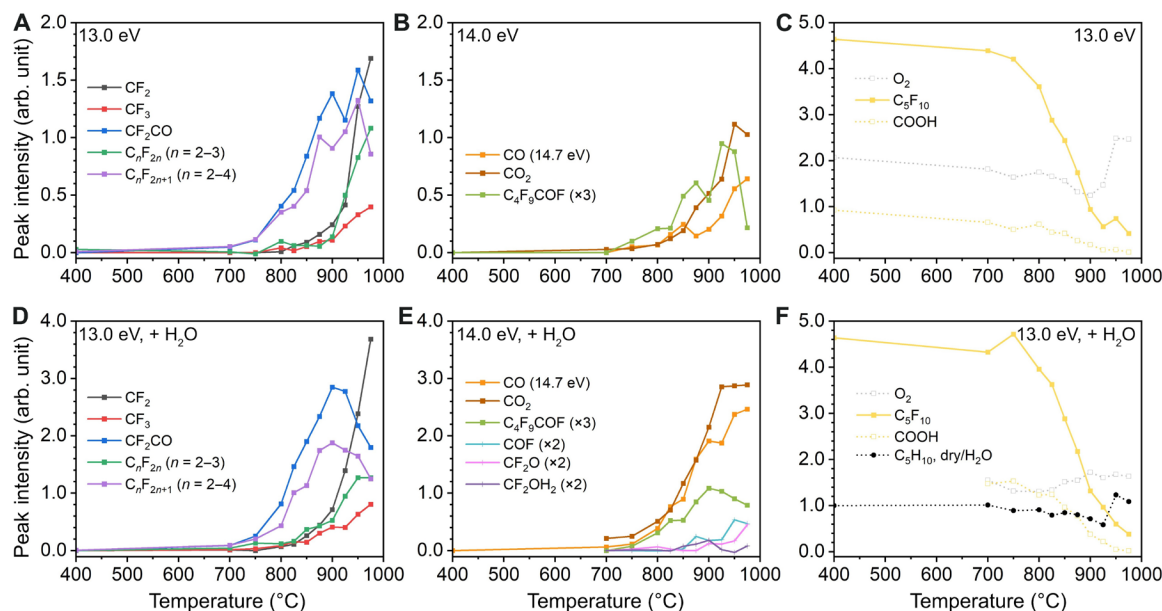 A
13.0 eV
CF2
CF3
CF2CO
CnF2n (n = 2–3)
CnF2n+1 (n = 2–4)
Peak intensity (arb. unit)
2.0
1.5
1.0
0.5
0.0
400 500 600 700 800 900 1000
Temperature (°C)
B
14.0 eV
CO (14.7 eV)
CO2
C4F9COF (×3)
2.0
1.5
1.0
0.5
0.0
400 500 600 700 800 900 1000
Temperature (°C)
C
13.0 eV
O2
C5F10
COOH
5.0
4.0
3.0
2.0
1.0
0.0
400 500 600 700 800 900 1000
Temperature (°C)
D
13.0 eV, + H2O
CF2
CF3
CF2CO
CnF2n (n = 2–3)
CnF2n+1 (n = 2–4)
Peak intensity (arb. unit)
4.0
3.0
2.0
1.0
0.0
400 500 600 700 800 900 1000
Temperature (°C)
E
14.0 eV, + H2O
CO (14.7 eV)
CO2
C4F9COF (×3)
COF (×2)
CF2O (×2)
CF2OH2 (×2)
4.0
3.0
2.0
1.0
0.0
400 500 600 700 800 900 1000
Temperature (°C)
F
13.0 eV, + H2O
O2
C5F10
COOH
C5H10, dry/H2O
5.0
4.0
3.0
2.0
1.0
0.0
400 500 600 700 800 900 1000
Temperature (°C)